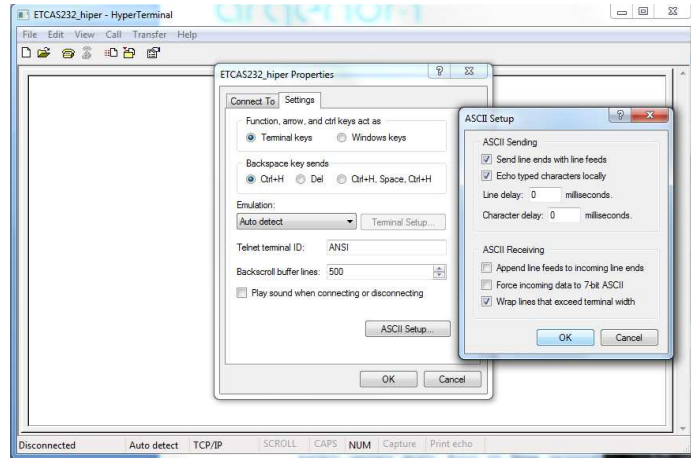 ETCAS232_hiper - HyperTerminal
File Edit View Call Transfer Help
ETCAS232_hiper Properties
Connect To Settings
Function, arrow, and ctrl keys act as
Terminal keys Windows keys
Backspace key sends
Ctrl+H Del Ctrl+H, Space, Ctrl+H
Emulation:
Auto detect Terminal Setup...
Telnet terminal ID: ANSI
Backscroll buffer lines: 500
Play sound when connecting or disconnecting
ASCII Setup...
OK Cancel
ASCII Setup
ASCII Sending
Send line ends with line feeds
Echo typed characters locally
Line delay: 0 milliseconds.
Character delay: 0 milliseconds.
ASCII Receiving
Append line feeds to incoming line ends
Force incoming data to 7-bit ASCII
Wrap lines that exceed terminal width
OK Cancel
Disconnected Auto detect TCP/IP SCROLL CAPS NUM Capture Print echo